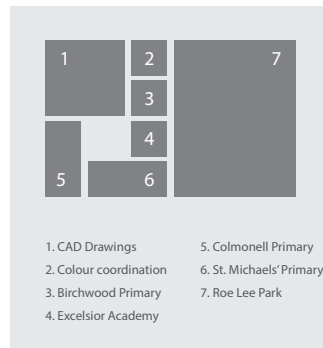 1
2
7
3
4
5
6
1. CAD Drawings
2. Colour coordination
3. Birchwood Primary
4. Excelsior Academy
5. Colmonell Primary
6. St. Michaels’ Primary
7. Roe Lee Park